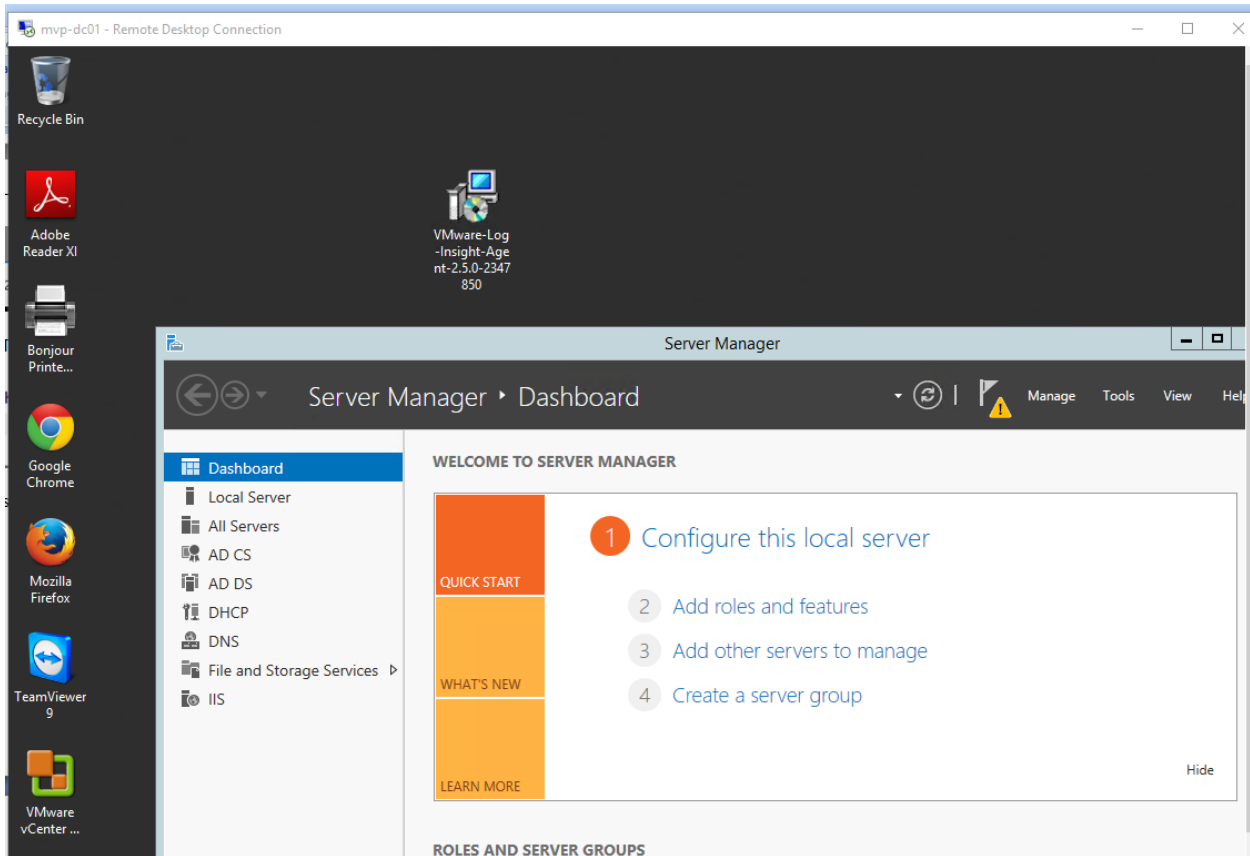 mvp-dc01 - Remote Desktop Connection
Recycle Bin
Adobe
Reader XI
VMware-Log
-Insight-Age
nt-2.5.0-2347
850
Bonjour
Printe...
Google
Chrome
Mozilla
Firefox
TeamViewer
9
VMware
vCenter ...
Server Manager
Server Manager ‣ Dashboard
Manage Tools View Help
Dashboard
Local Server
All Servers
AD CS
AD DS
DHCP
DNS
File and Storage Services
IIS
WELCOME TO SERVER MANAGER
QUICK START
WHAT'S NEW
LEARN MORE
1 Configure this local server
2 Add roles and features
3 Add other servers to manage
4 Create a server group
Hide
ROLES AND SERVER GROUPS